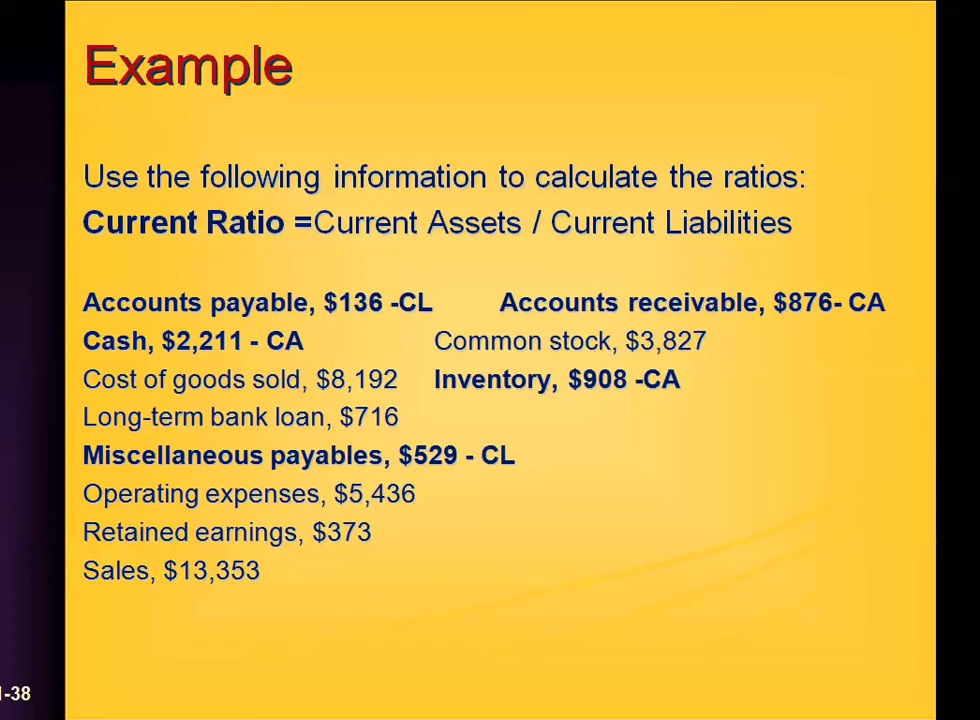 Example
Use the following information to calculate the ratios:
Current Ratio =Current Assets / Current Liabilities
Accounts payable, $136 -CL Accounts receivable, $876- CA
Cash, $2,211 - CA Common stock, $3,827
Cost of goods sold, $8,192 Inventory, $908 -CA
Long-term bank loan, $716
Miscellaneous payables, $529 - CL
Operating expenses, $5,436
Retained earnings, $373
Sales, $13,353
-38